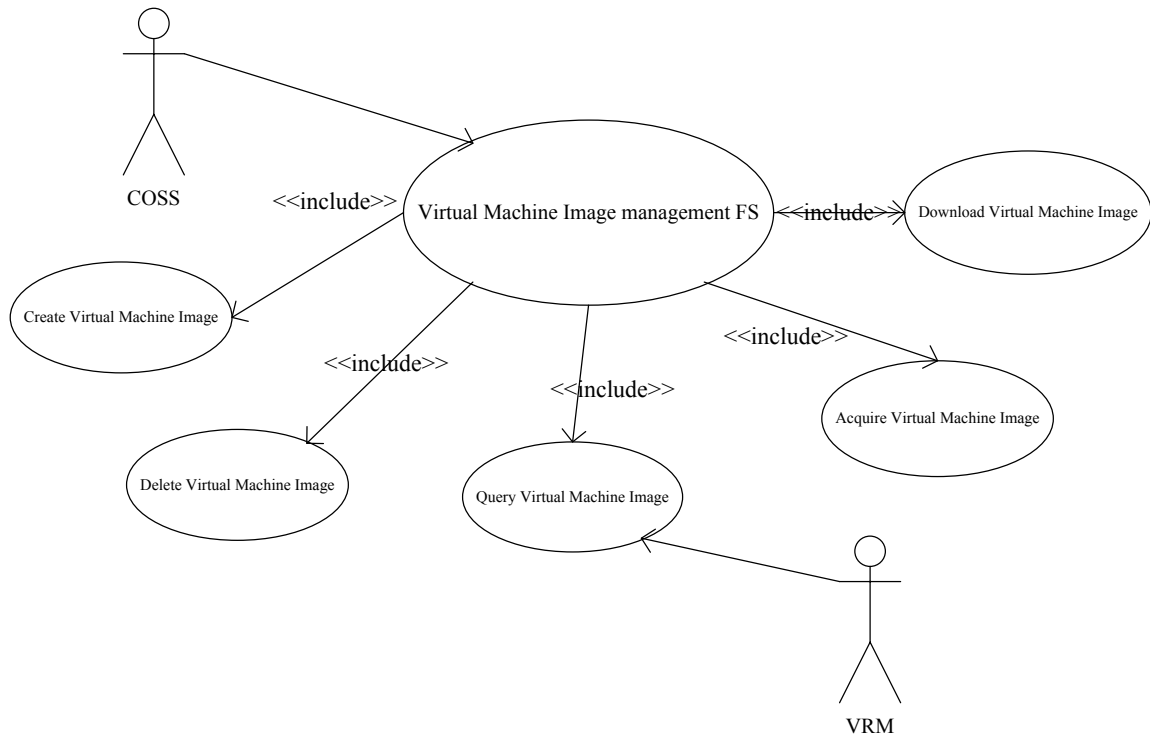 COSS
<<include>>
Virtual Machine Image management FS
<<include>>
Download Virtual Machine Image
Create Virtual Machine Image
<<include>>
<<include>>
<<include>>
Acquire Virtual Machine Image
Delete Virtual Machine Image
Query Virtual Machine Image
VRM